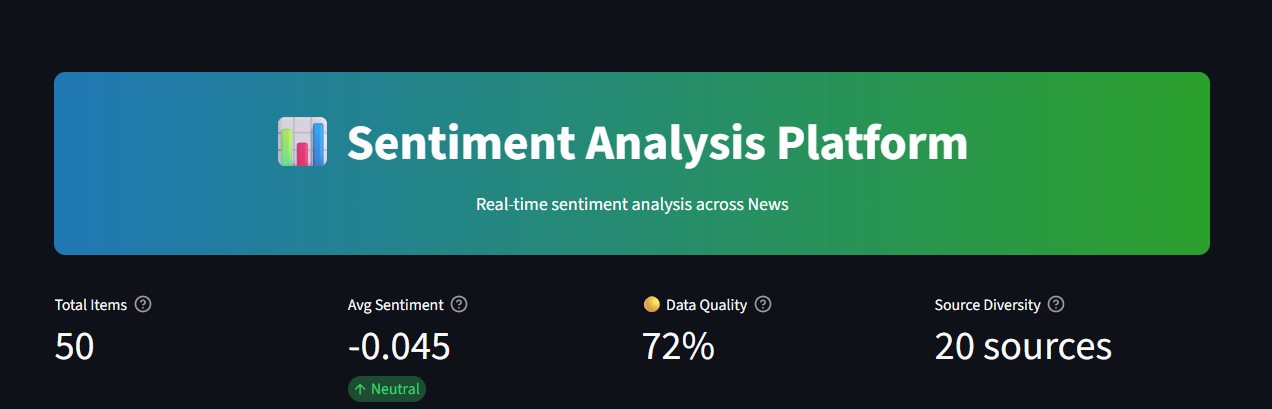 Sentiment Analysis Platform
Real-time sentiment analysis across News
Total Items
Avg Sentiment
Data Quality
Source Diversity
50
-0.045
72%
20 sources
↑ Neutral